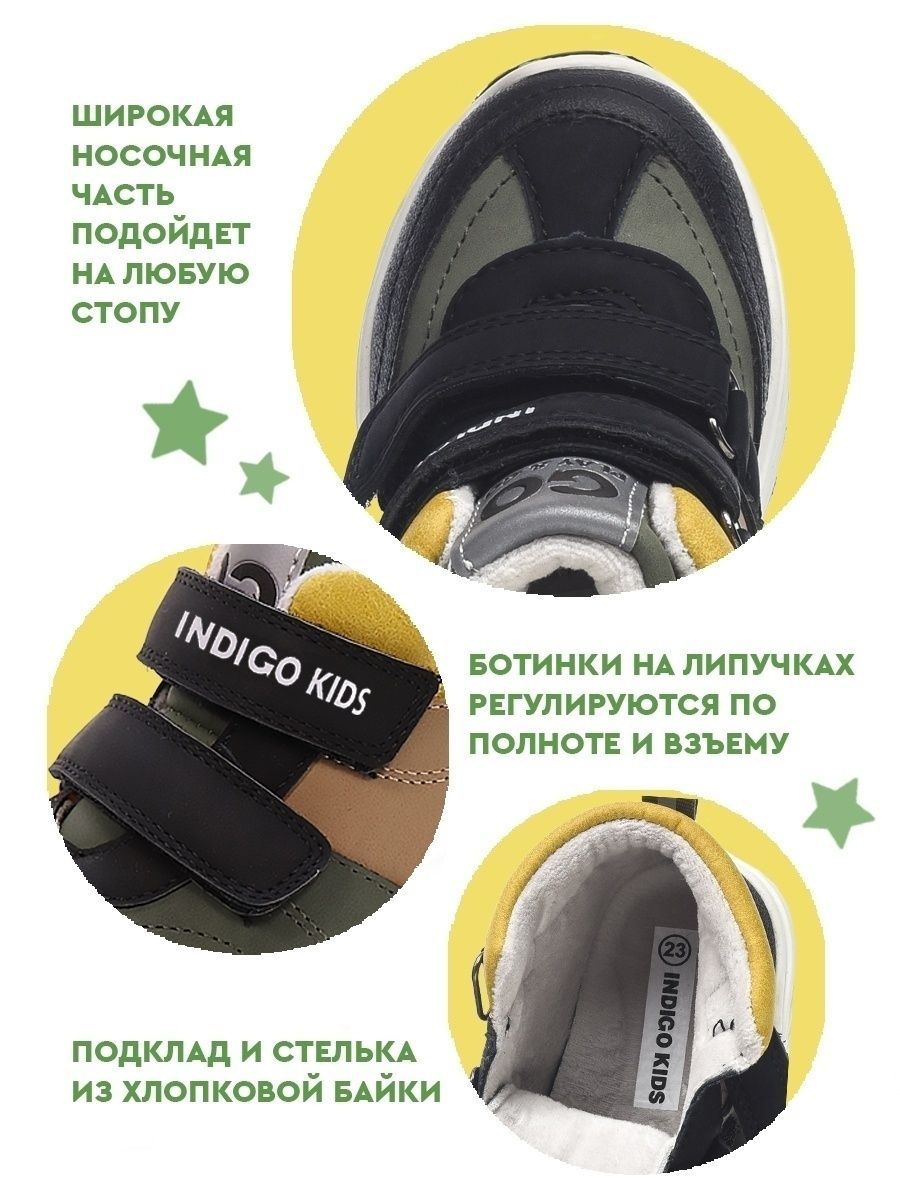 ШИРОКАЯ
НОСОЧНАЯ
ЧАСТЬ
ПОДОЙДЕТ
НА ЛЮБУЮ
СТОПУ
GO
INDIGO KIDS
БОТИНКИ НА ЛИПУЧКАХ
РЕГУЛИРУЮТСЯ ПО
ПОЛНОТЕ И ВЗЪЕМУ
23 INDIGO KIDS
ПОДКЛАД И СТЕЛЬКА
ИЗ ХЛОПКОВОЙ БАЙКИ